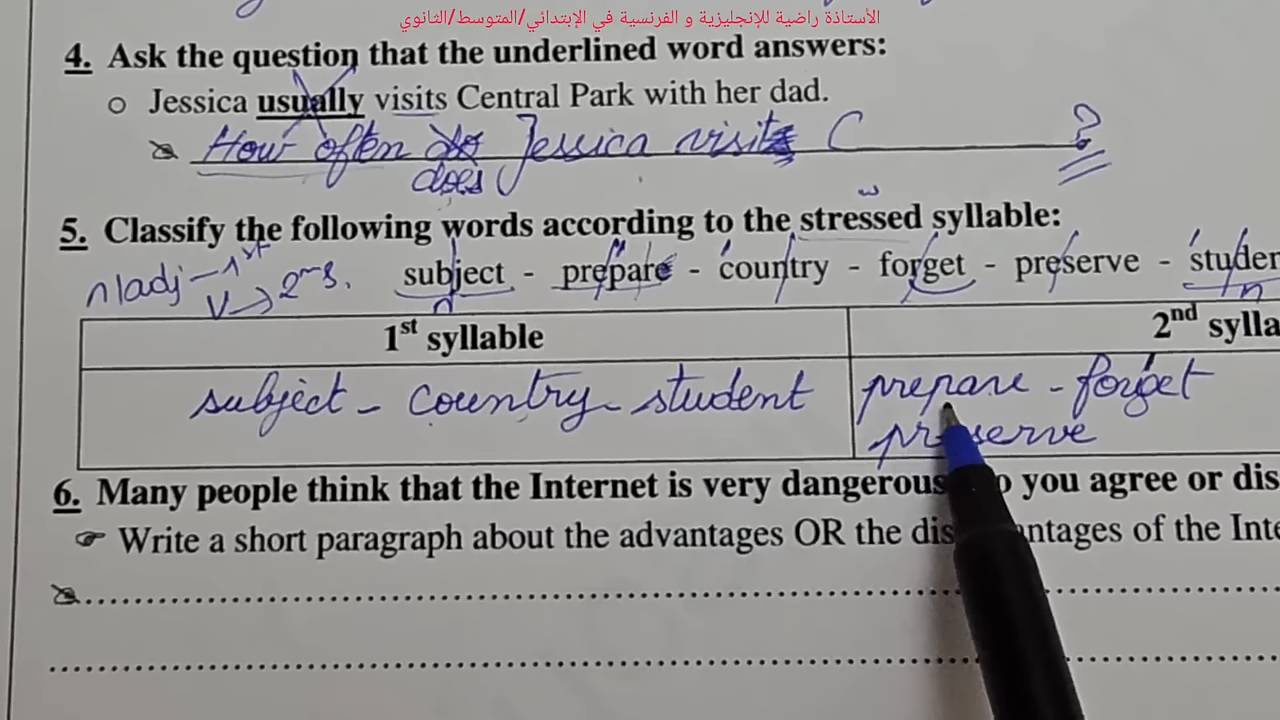 الأستاذة راضية للإنجليزية و الفرنسية في الإبتدائي/المتوسط/الثانوي
4. Ask the question that the underlined word answers:
o Jessica usually visits Central Park with her dad.
How often does Jessica visit C ?
5. Classify the following words according to the stressed syllable:
n/adj → 1st
V → 2nd s.
subject - prepare - country - forget - preserve - studen
n n
1st syllable 2nd sylla
subject - country - student prepare - forget
preserve
6. Many people think that the Internet is very dangerous. you agree or dis
Write a short paragraph about the advantages OR the dis ntages of the Inte